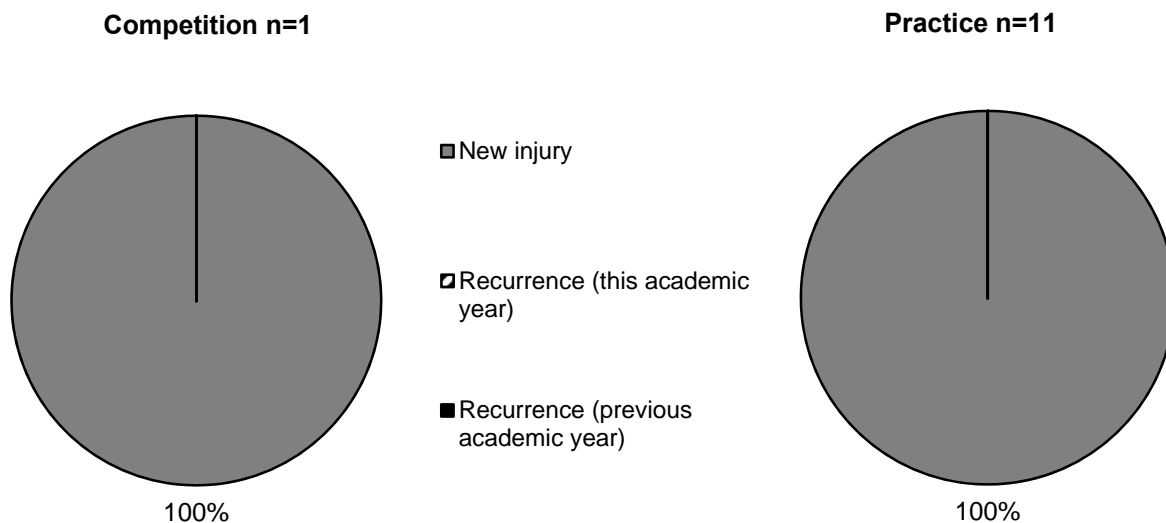 Competition n=1
Practice n=11
New injury
Recurrence (this academic
year)
Recurrence (previous
academic year)
100%
100%